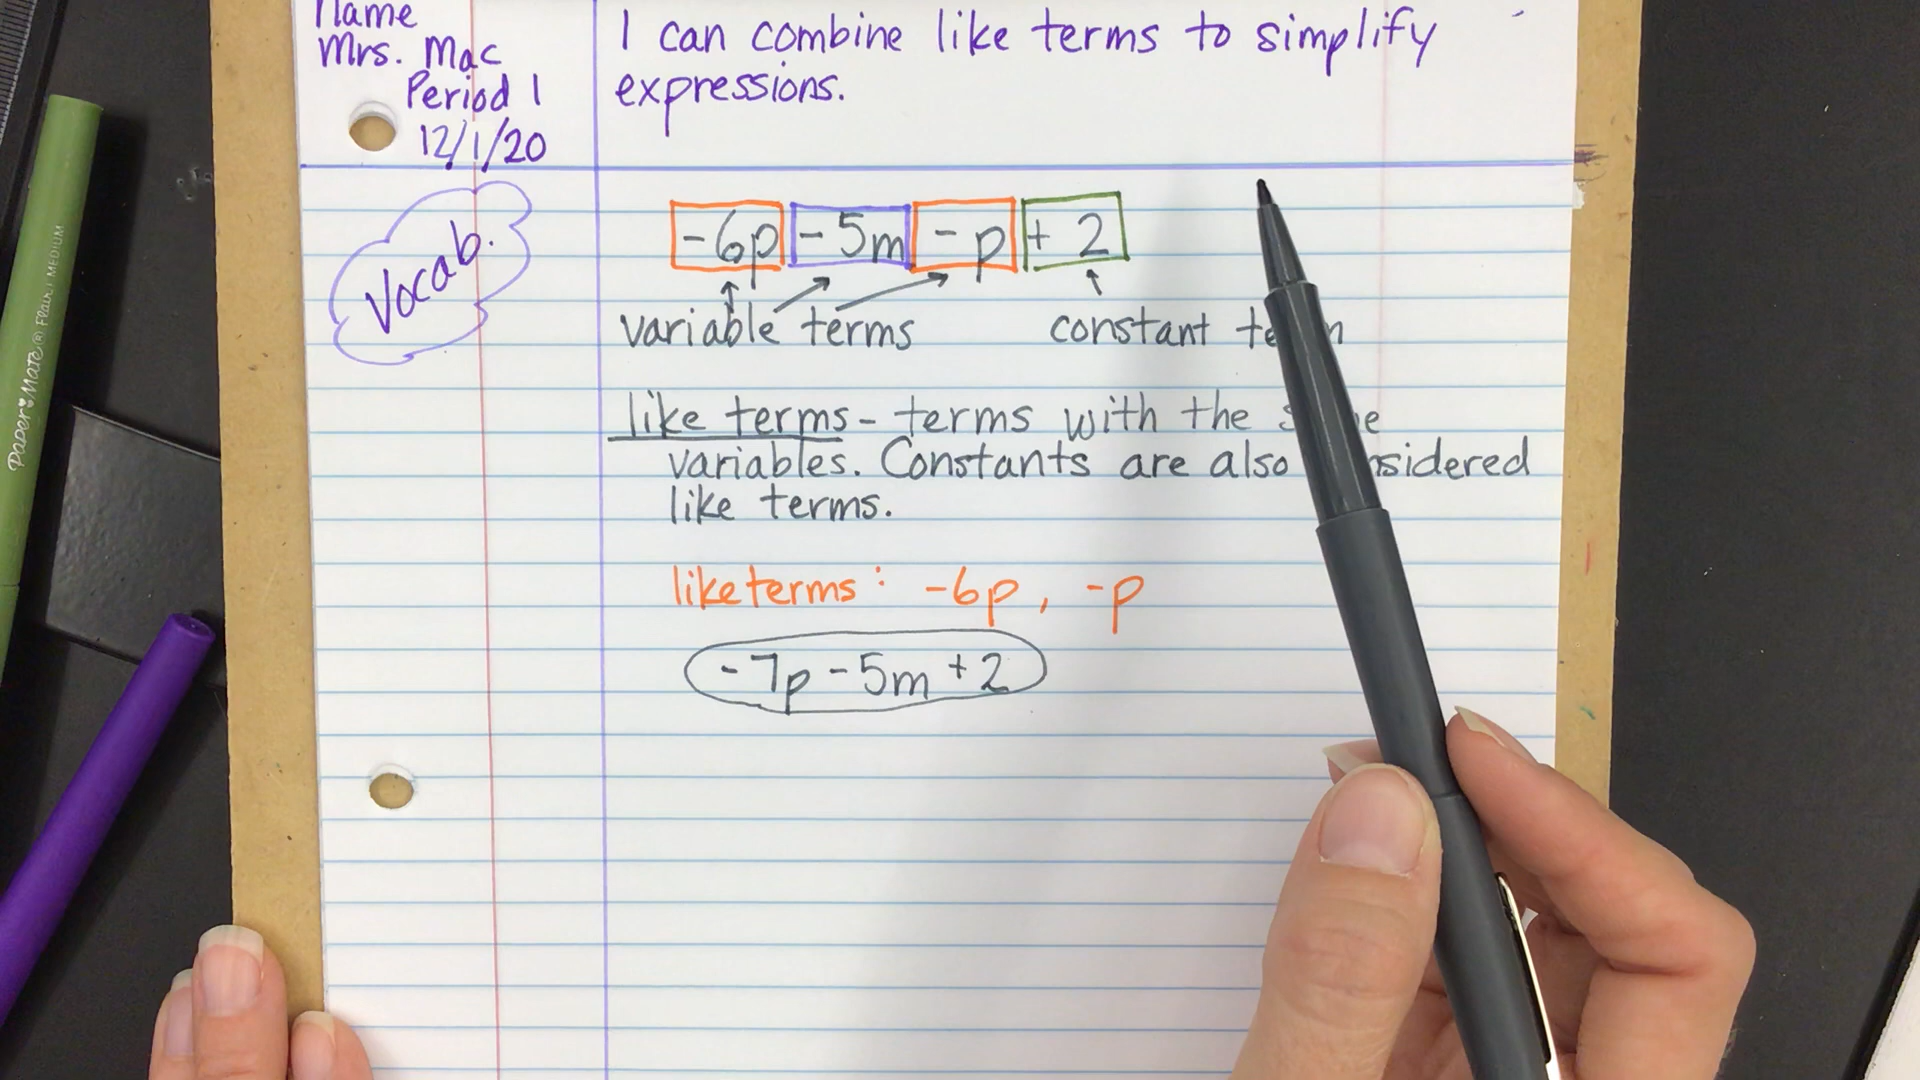 Name
Mrs. Mac
Period 1
12/1/20
I can combine like terms to simplify
expressions.
Vocab.
-6p - 5m - p + 2
variable terms constant
like terms - terms with the
variables. Constants are also
like terms.
like terms: -6p, -p
-7p - 5m + 2
Paper Mate® Flair MEDIUM